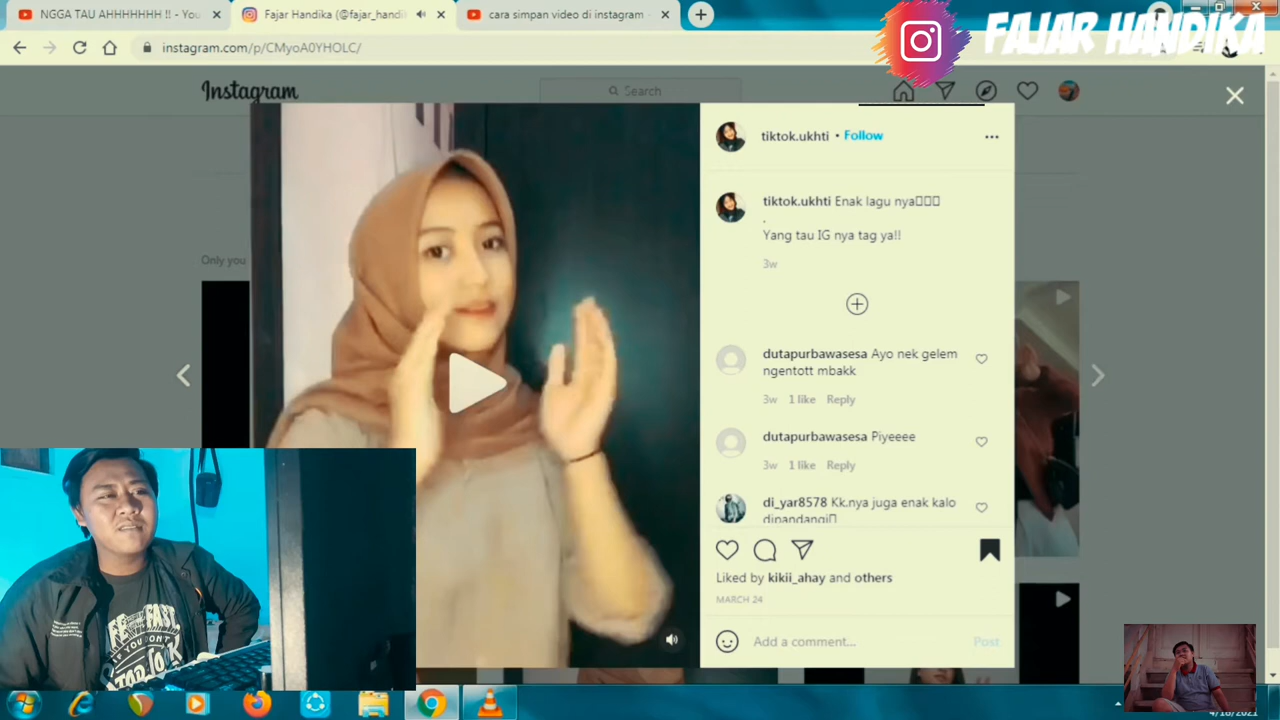 NGGA TAU AHHHHHHH !! - You
Fajar Handika (@fajar_handi
cara simpan video di instagram -
FAJAR HANDIKA
instagram.com/p/CMyoA0YHOLC/
Instagram
Search
tiktok.ukhti • Follow
tiktok.ukhti Enak lagu nya
.
Yang tau IG nya tag ya!!
3w
Only you
dutapurbawasesa Ayo nek gelem
ngentott mbakk
3w 1 like Reply
dutapurbawasesa Piyeeee
3w 1 like Reply
di_yar8578 Kk.nya juga enak kalo
dipandangi
Liked by kikii_ahay and others
MARCH 24
Add a comment... Post
4/18/2021